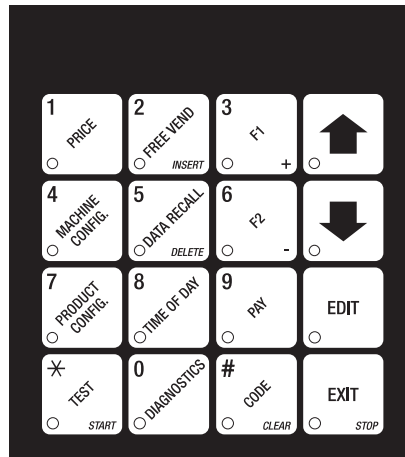 1
PRICE
2
FREE VEND
INSERT
3
F1
+
4
MACHINE
CONFIG.
5
DATA RECALL
DELETE
6
F2
-
7
PRODUCT
CONFIG.
8
TIME OF DAY
9
PAY
EDIT
*
TEST
START
0
DIAGNOSTICS
#
CODE
CLEAR
EXIT
STOP